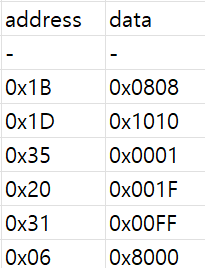 address data
- -
0x1B 0x0808
0x1D 0x1010
0x35 0x0001
0x20 0x001F
0x31 0x00FF
0x06 0x8000